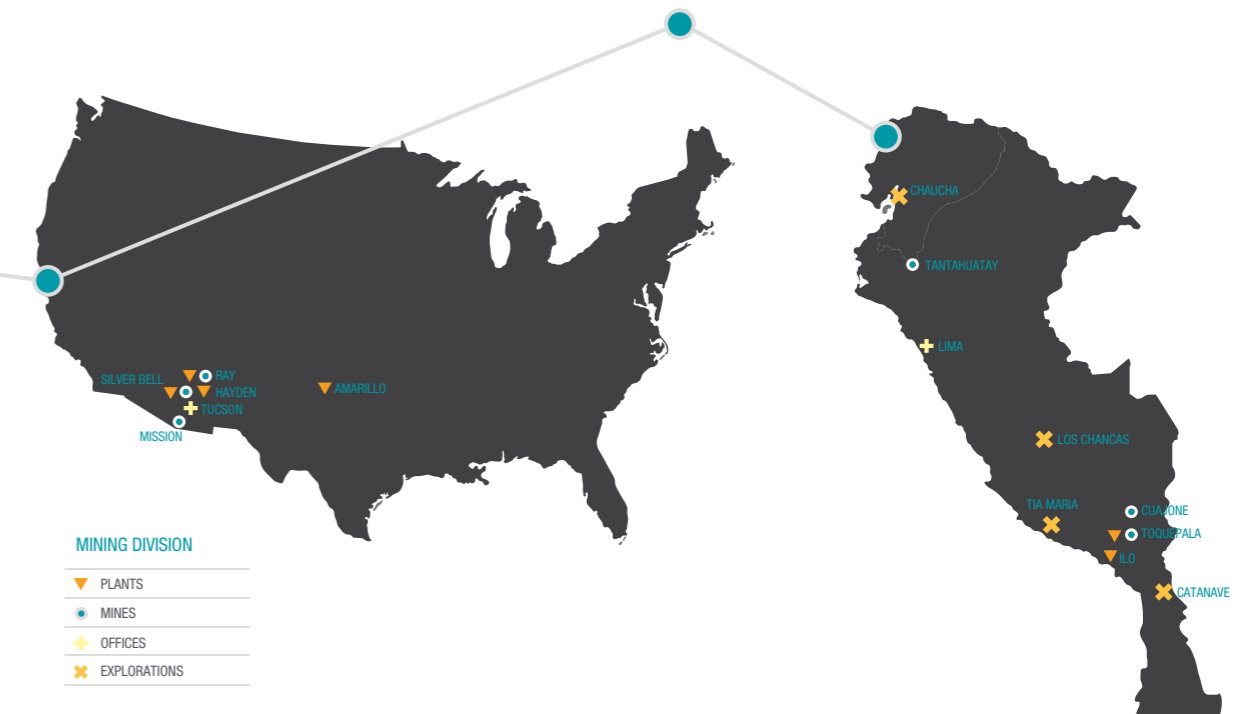 SILVER BELL
RAY
HAYDEN
TUCSON
MISSION
AMARILLO
CHAUCHA
TANTAHUATAY
LIMA
LOS CHANCAS
TIA MARIA
CUAJONE
TOQUEPALA
ILO
CATANAVE
MINING DIVISION
PLANTS
MINES
OFFICES
EXPLORATIONS